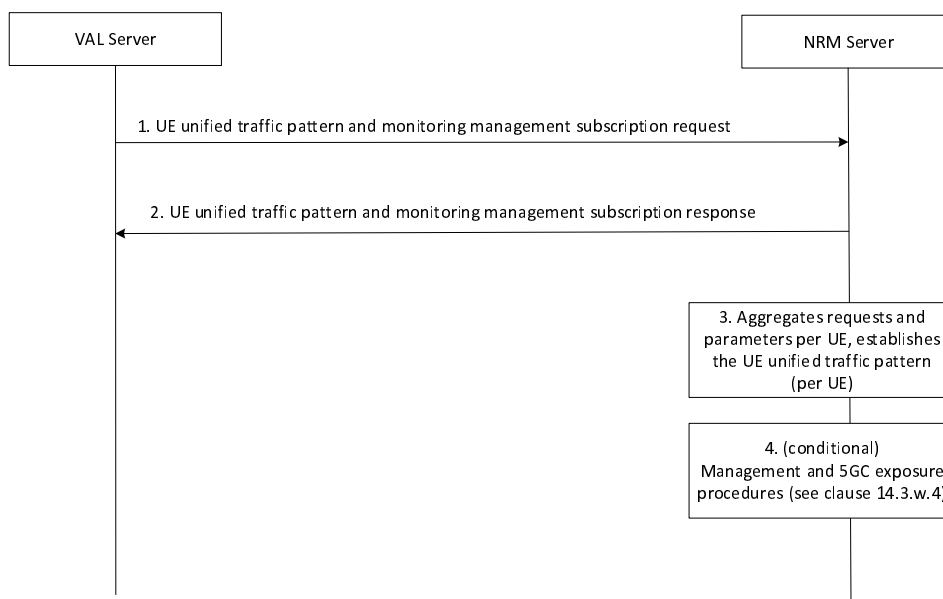 VAL Server
NRM Server
1. UE unified traffic pattern and monitoring management subscription request
2. UE unified traffic pattern and monitoring management subscription response
3. Aggregates requests and
parameters per UE, establishes
the UE unified traffic pattern
(per UE)
4. (conditional)
Management and 5GC exposure
procedures (see clause 14.3.w.4)